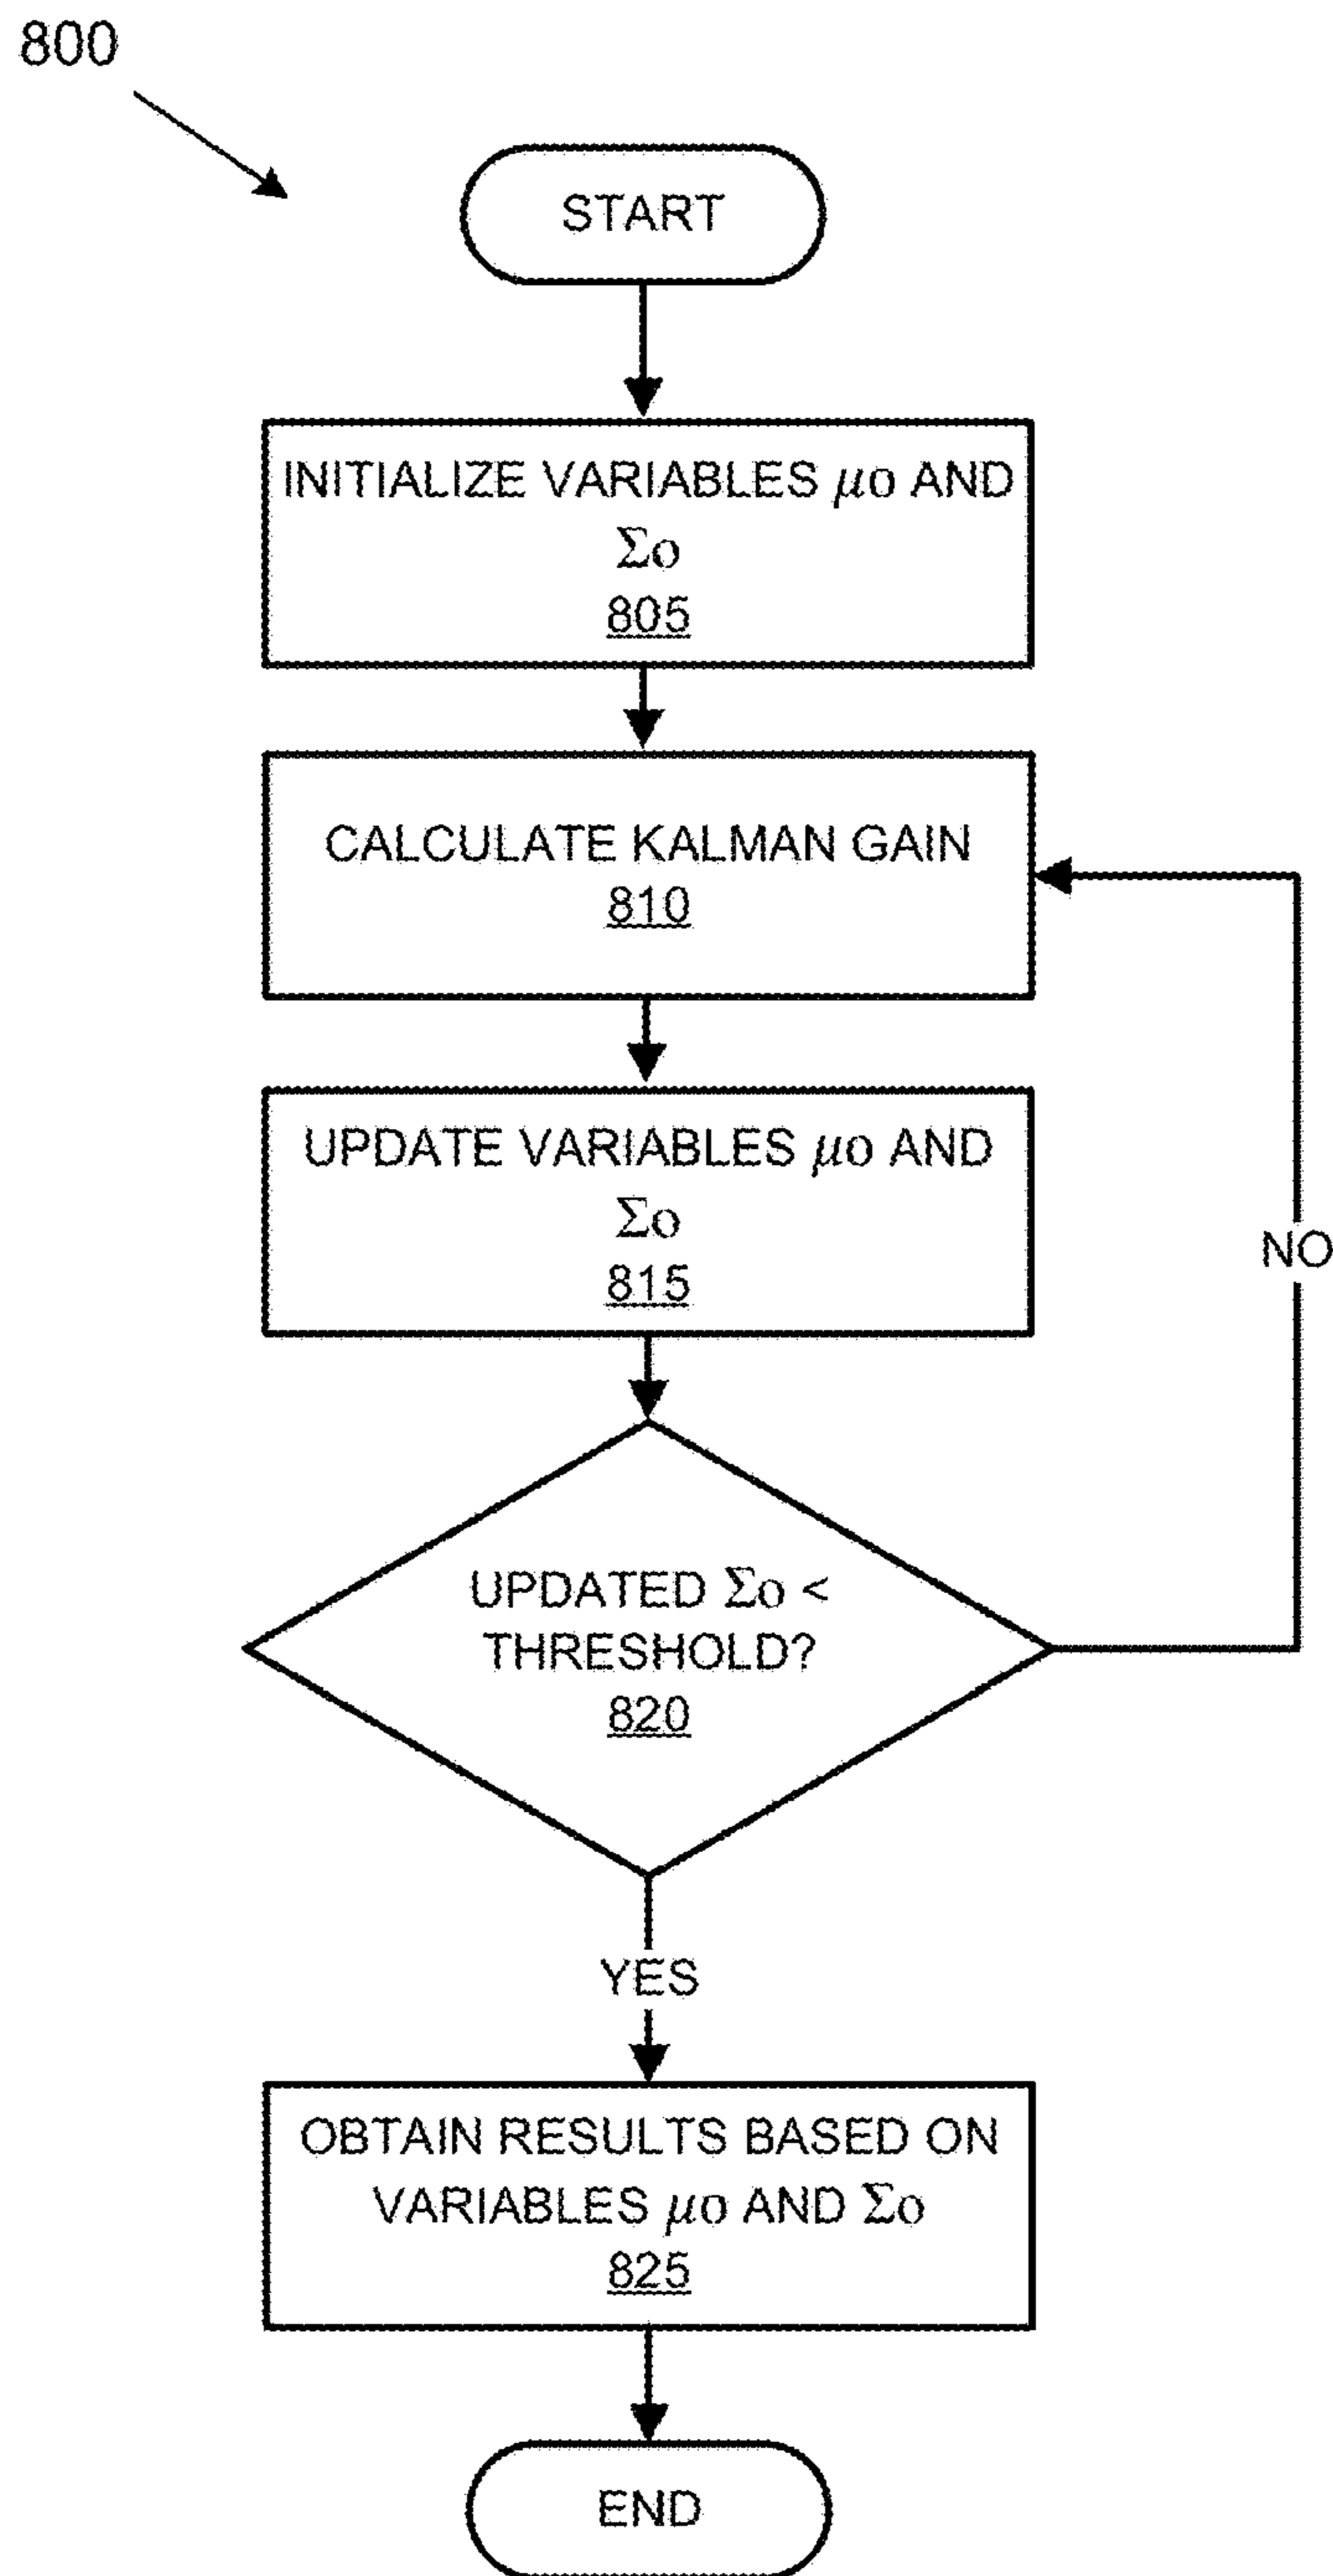 800
START
INITIALIZE VARIABLES μo AND
Σo
805
CALCULATE KALMAN GAIN
810
UPDATE VARIABLES μo AND
Σo
815
NO
UPDATED Σo <
THRESHOLD?
820
YES
OBTAIN RESULTS BASED ON
VARIABLES μo AND Σo
825
END